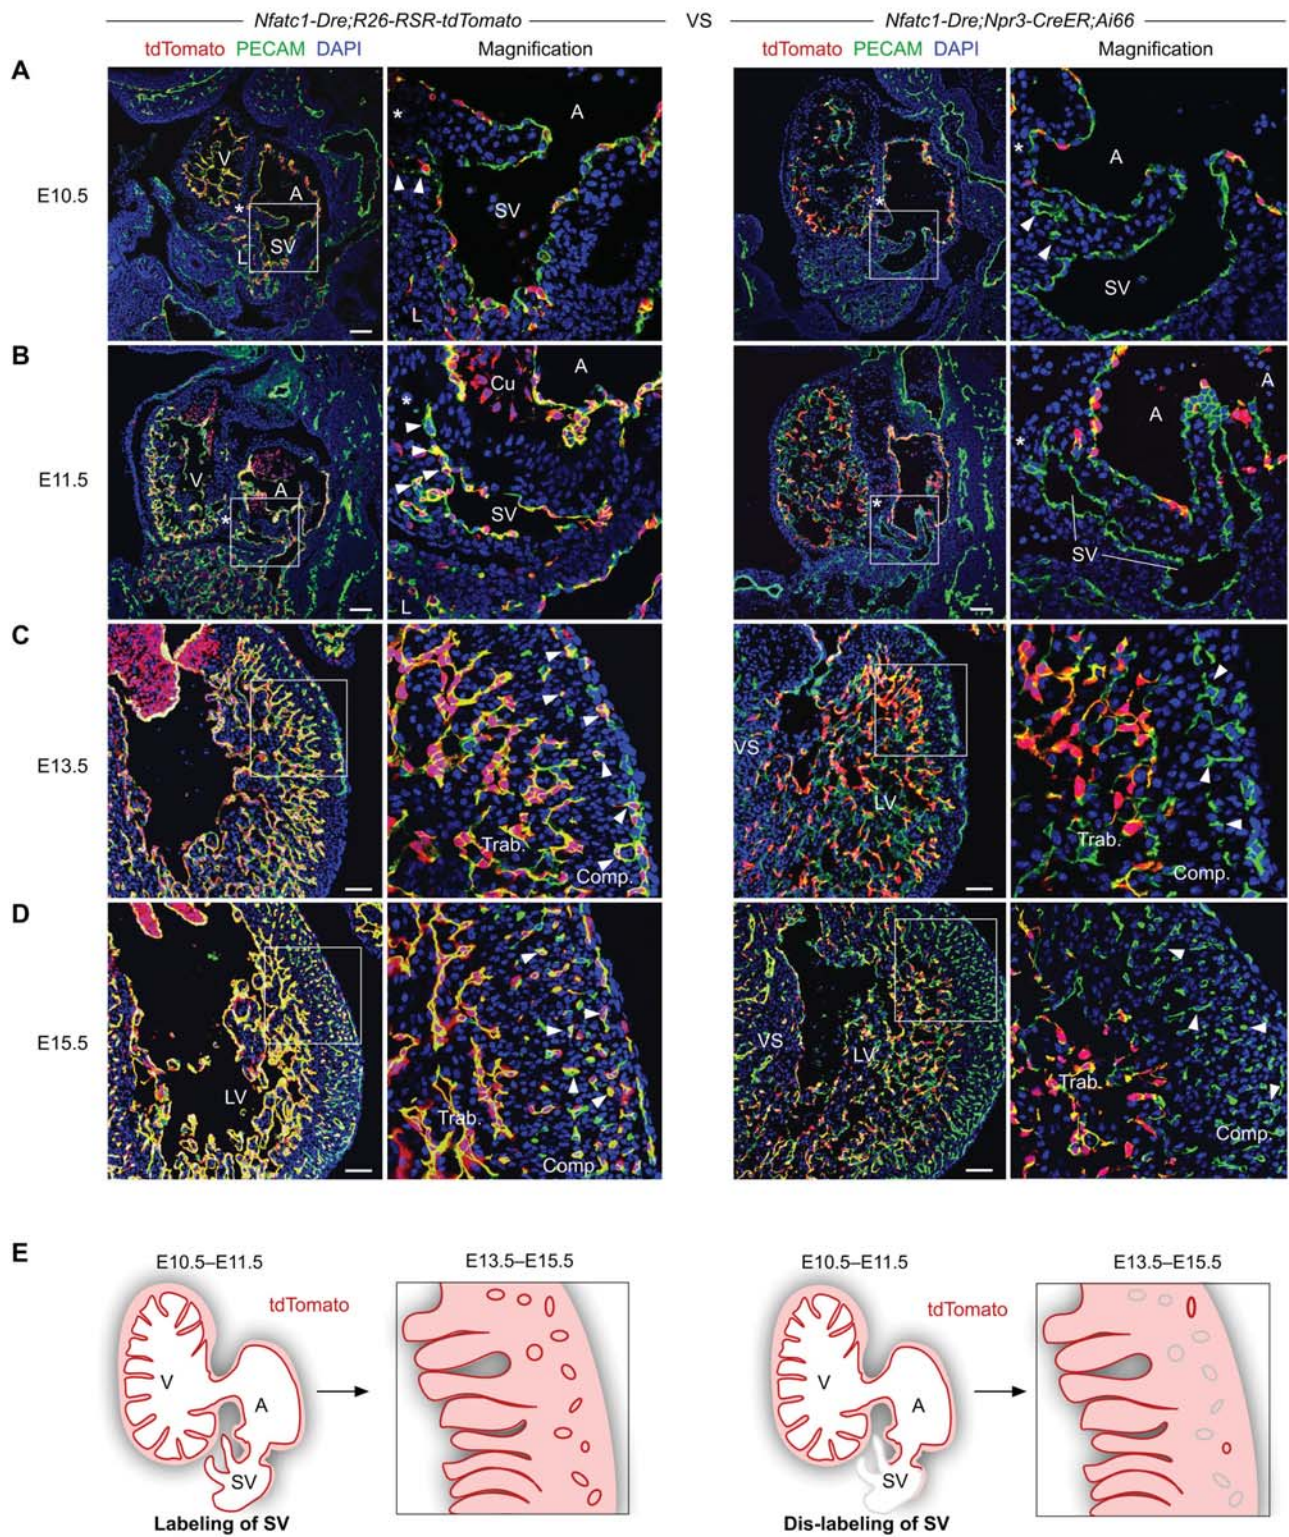 Nfatc1-Dre;R26-RSR-tdTomato VS Nfatc1-Dre;Npr3-CreER;Ai66
tdTomato PECAM DAPI Magnification tdTomato PECAM DAPI Magnification
A
E10.5
V A * SV L
* A SV L
*
* A SV
B
E11.5
V A *
Cu A * SV L
*
A A * SV
C
E13.5
Trab. Comp.
VS LV
Trab. Comp.
D
E15.5
LV
Trab. Comp.
VS LV
Trab. Comp.
E
E10.5–E11.5 E13.5–E15.5 E10.5–E11.5 E13.5–E15.5
tdTomato tdTomato
V A SV V A SV
Labeling of SV Dis-labeling of SV